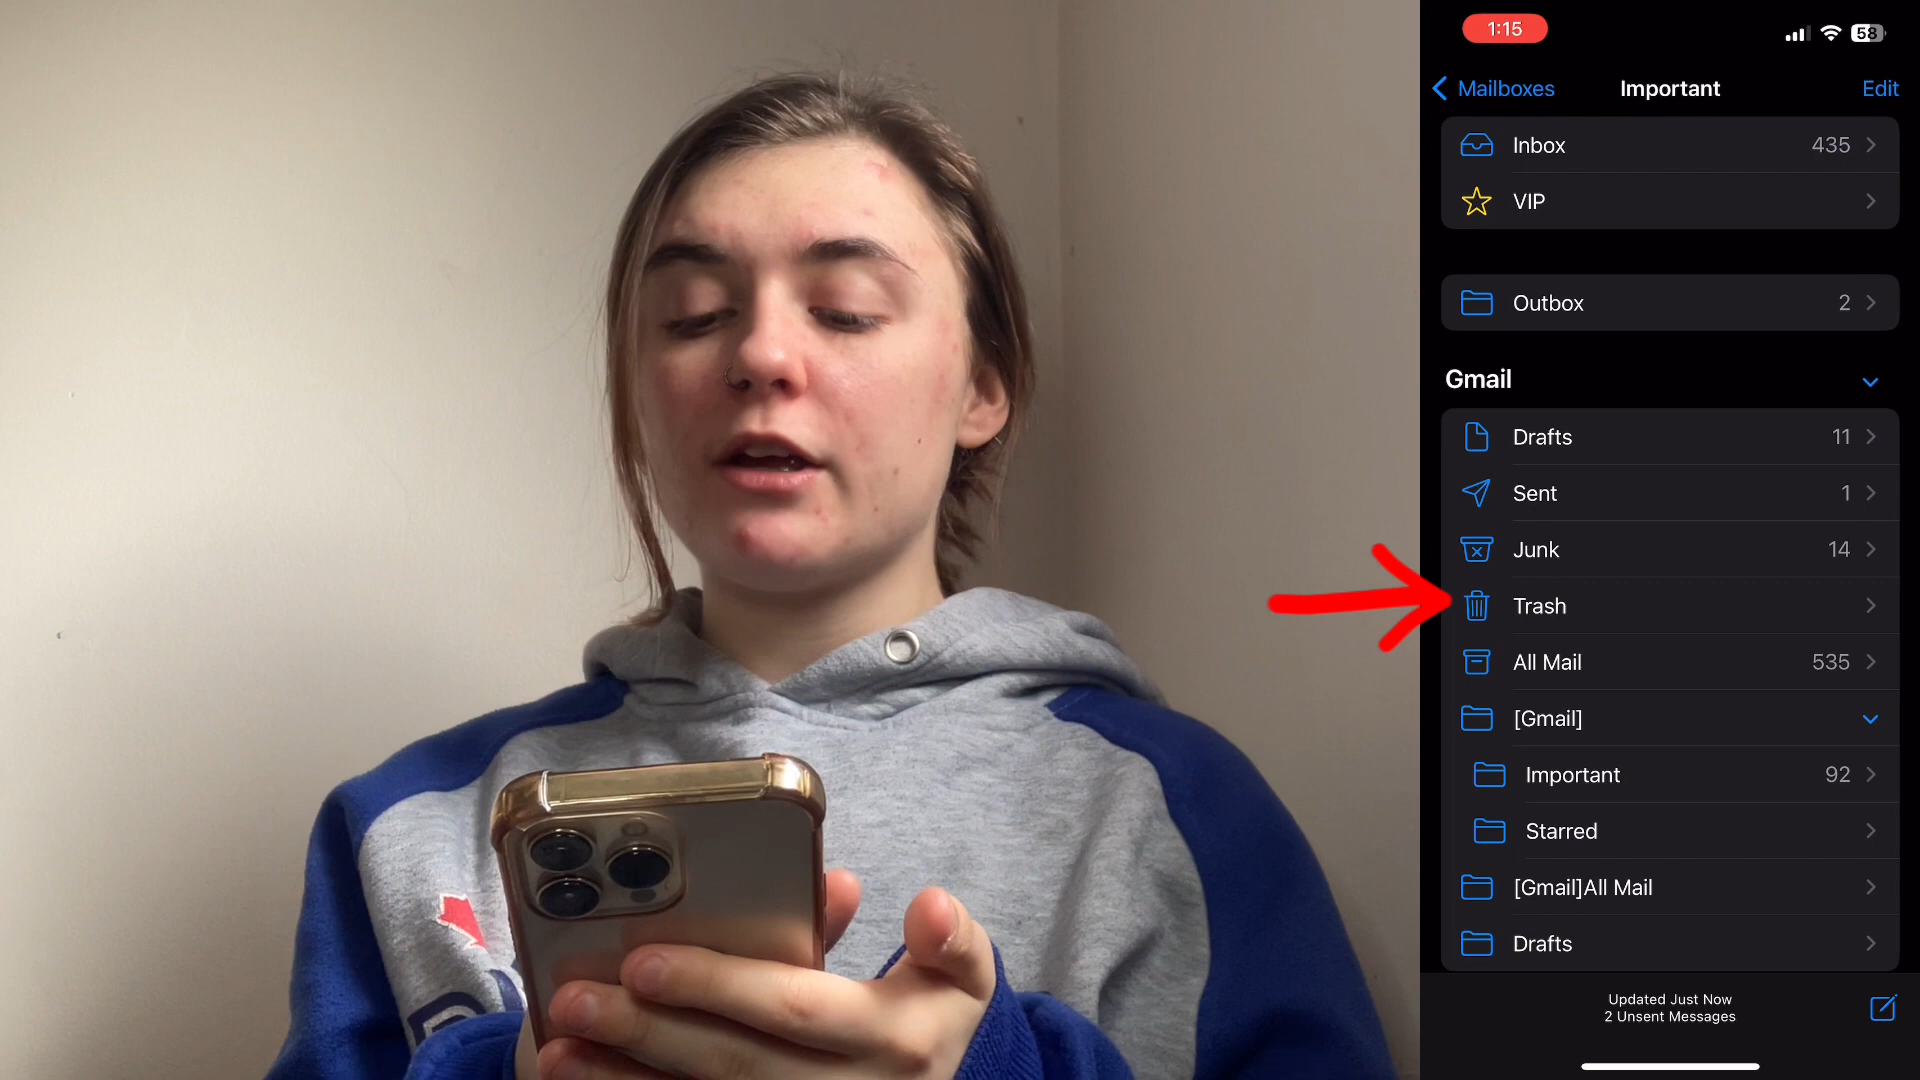 1:15
58
Mailboxes
Important
Edit
Inbox
435
VIP
Outbox
2
Gmail
Drafts
11
Sent
1
Junk
14
Trash
All Mail
535
[Gmail]
Important
92
Starred
[Gmail]All Mail
Drafts
Updated Just Now
2 Unsent Messages